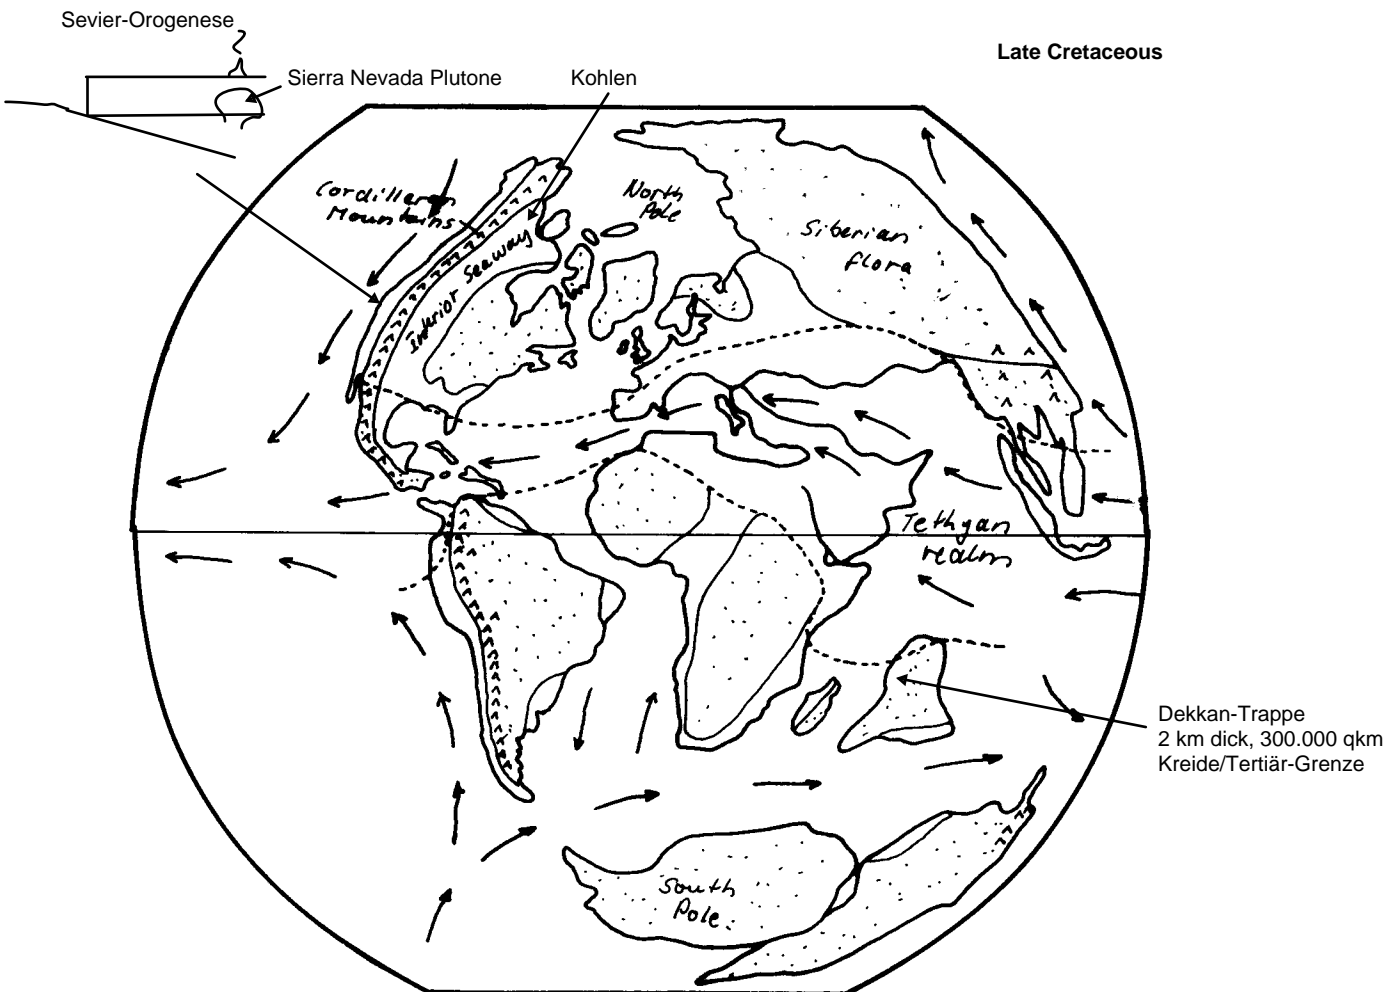 Sevier-Orogenese
Late Cretaceous
Sierra Nevada Plutone
Kohlen
Cordilleran
Mountains
North
Pole
Siberian
flora
Interior Seaway
Tethyan
realm
Dekkan-Trappe
2 km dick, 300.000 qkm
Kreide/Tertiär-Grenze
South
Pole